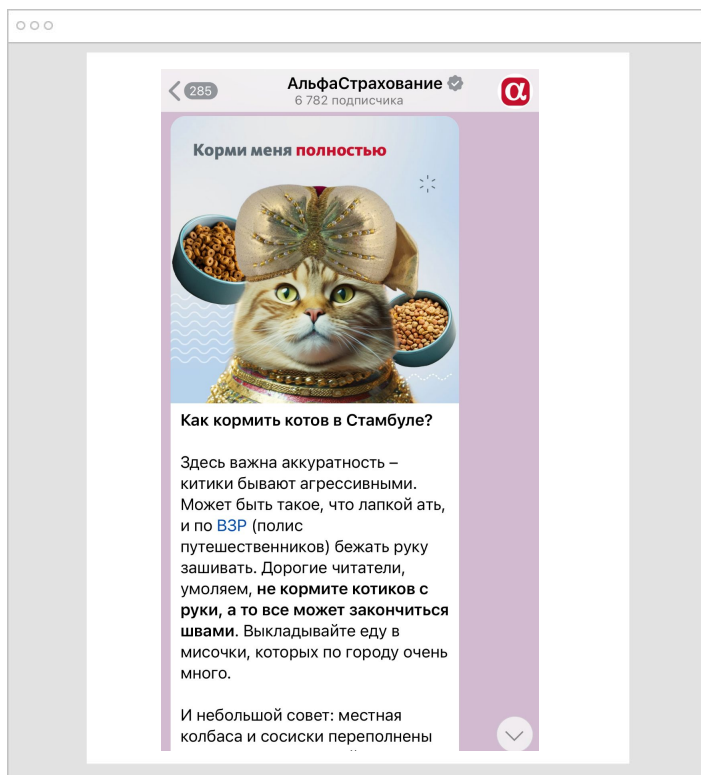 285
АльфаСтрахование
6 782 подписчика
α
Корми меня полностью
Как кормить котов в Стамбуле?
Здесь важна аккуратность –
китики бывают агрессивными.
Может быть такое, что лапкой ать,
и по ВЗР (полис
путешественников) бежать руку
зашивать. Дорогие читатели,
умоляем, не кормите котиков с
руки, а то все может закончиться
швами. Выкладывайте еду в
мисочки, которых по городу очень
много.
И небольшой совет: местная
колбаса и сосиски переполнены